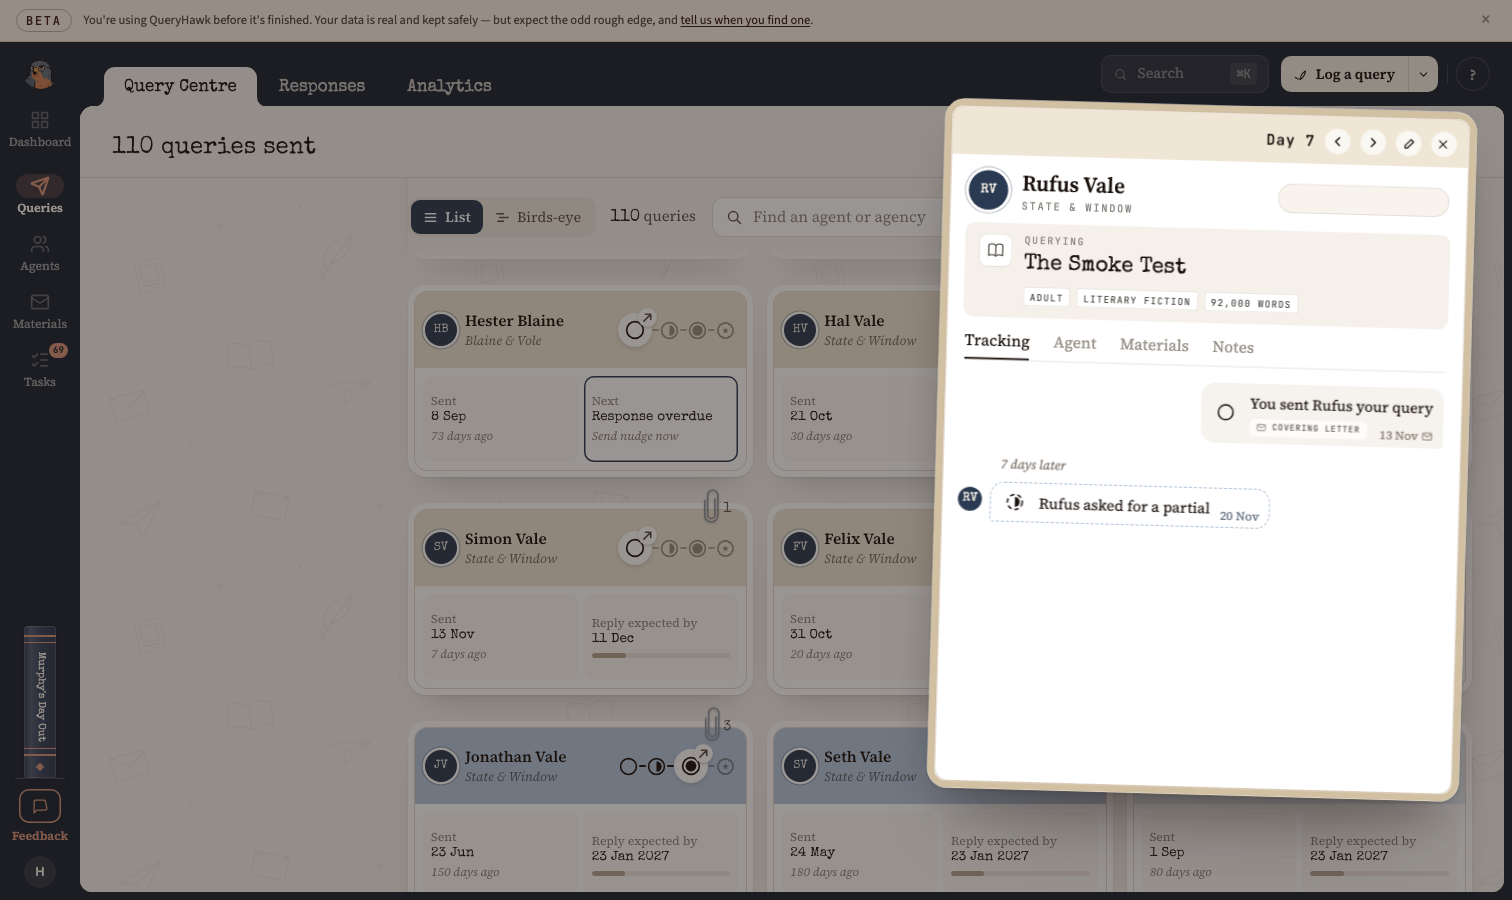 BETA You're using QueryHawk before it's finished. Your data is real and kept safely — but expect the odd rough edge, and tell us when you find one. ×
Query Centre Responses Analytics Search ⌘K Log a query ?
Dashboard
Queries
Agents
Materials
69
Tasks
Murphy's Day Out
Feedback
H
110 queries sent
List Birds-eye 110 queries Find an agent or agency
HB Hester Blaine
Blaine & Vole
Sent
8 Sep
73 days ago
Next
Response overdue
Send nudge now
HV Hal Vale
State & Window
Sent
21 Oct
30 days ago
1
SV Simon Vale
State & Window
Sent
13 Nov
7 days ago
Reply expected by
11 Dec
FV Felix Vale
State & Window
Sent
31 Oct
20 days ago
3
JV Jonathan Vale
State & Window
Sent
23 Jun
150 days ago
Reply expected by
23 Jan 2027
SV Seth Vale
State & Window
Sent
24 May
180 days ago
Reply expected by
23 Jan 2027
Sent
1 Sep
80 days ago
Reply expected by
23 Jan 2027
Day 7
RV Rufus Vale
STATE & WINDOW
QUERYING
The Smoke Test
ADULT LITERARY FICTION 92,000 WORDS
Tracking Agent Materials Notes
You sent Rufus your query
COVERING LETTER 13 Nov
7 days later
RV Rufus asked for a partial 20 Nov